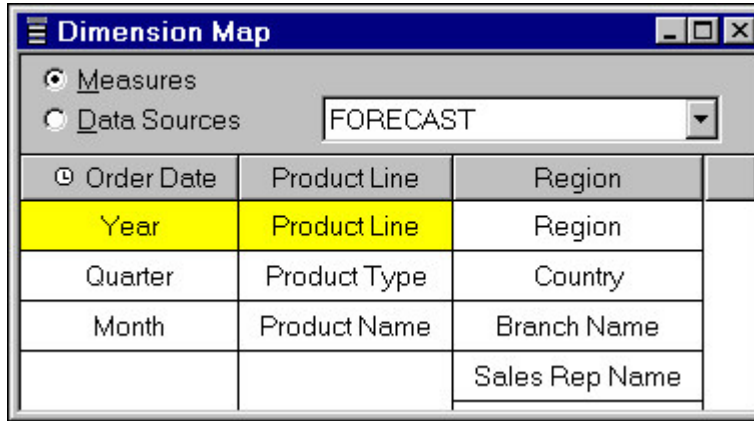 Dimension Map
Measures
Data Sources FORECAST
Order Date Product Line Region
Year Product Line Region
Quarter Product Type Country
Month Product Name Branch Name
Sales Rep Name